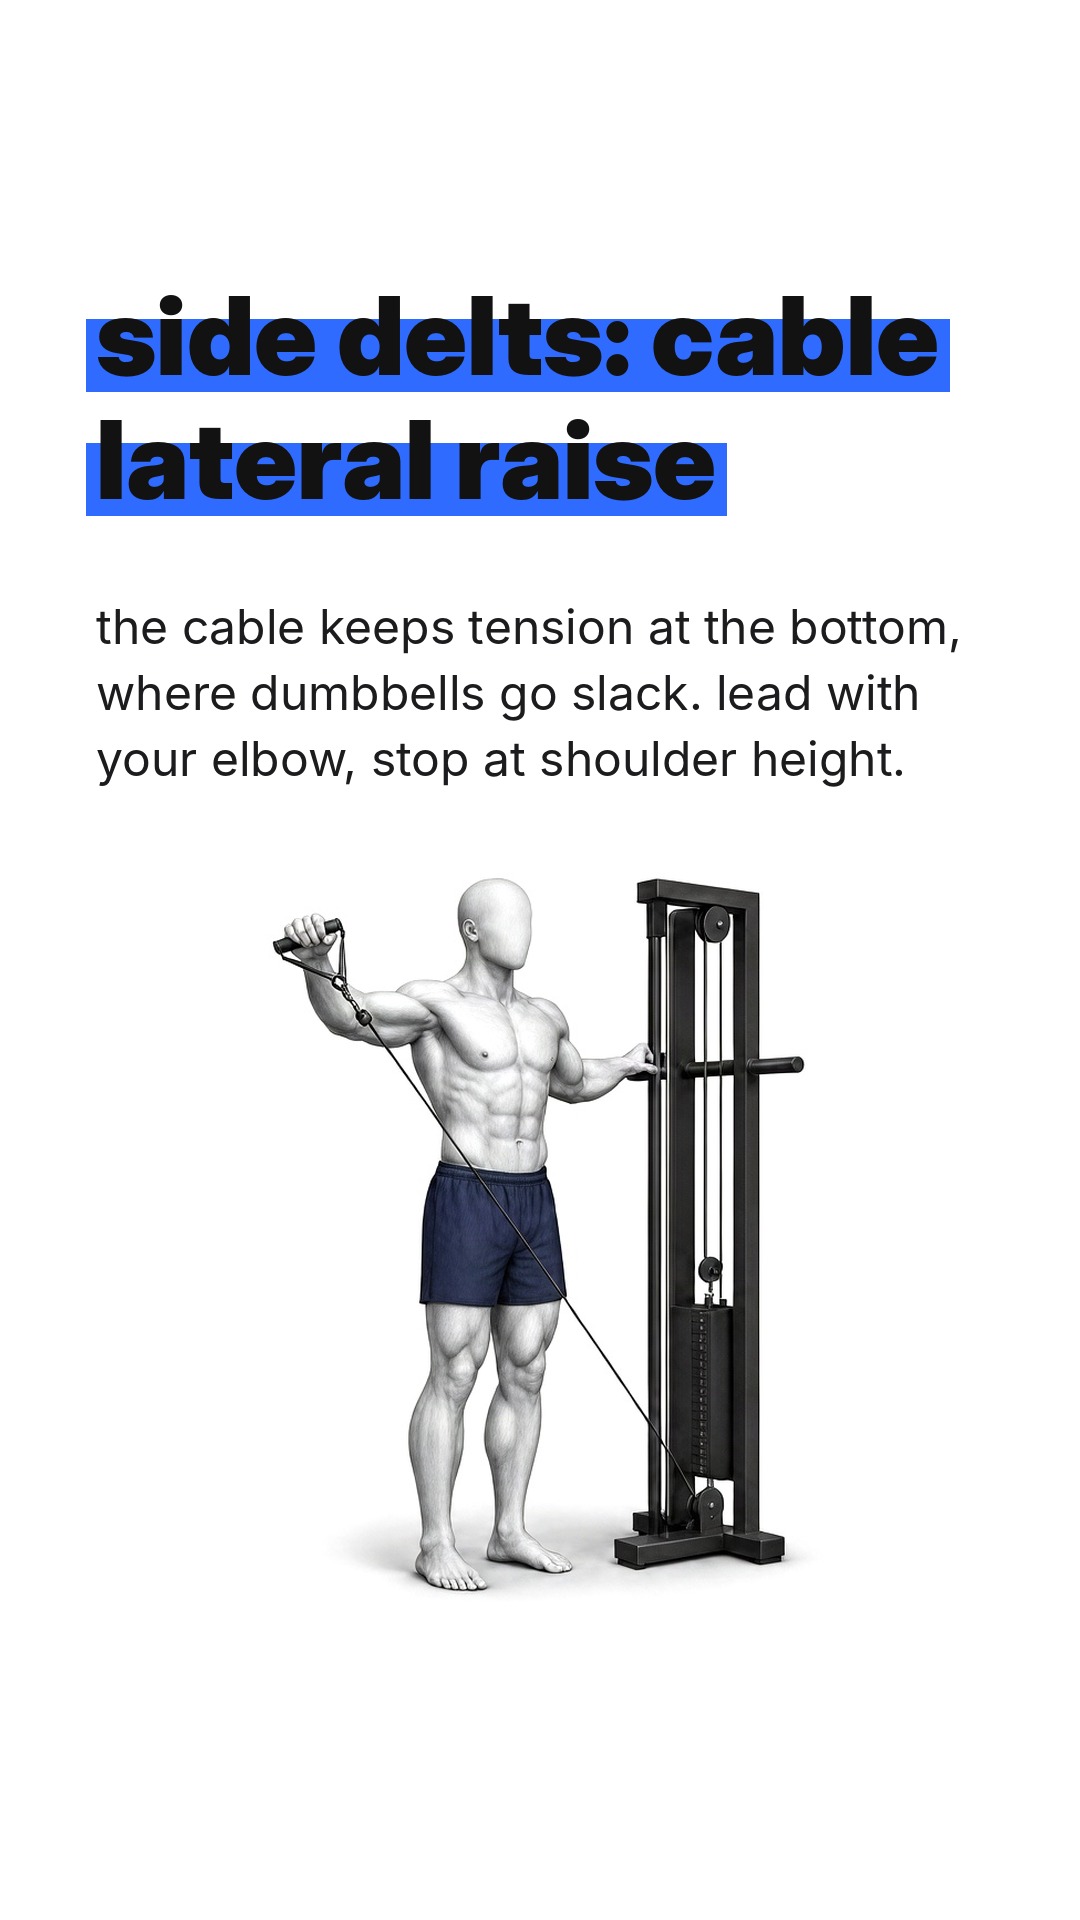 side delts: cable
lateral raise
the cable keeps tension at the bottom,
where dumbbells go slack. lead with
your elbow, stop at shoulder height.